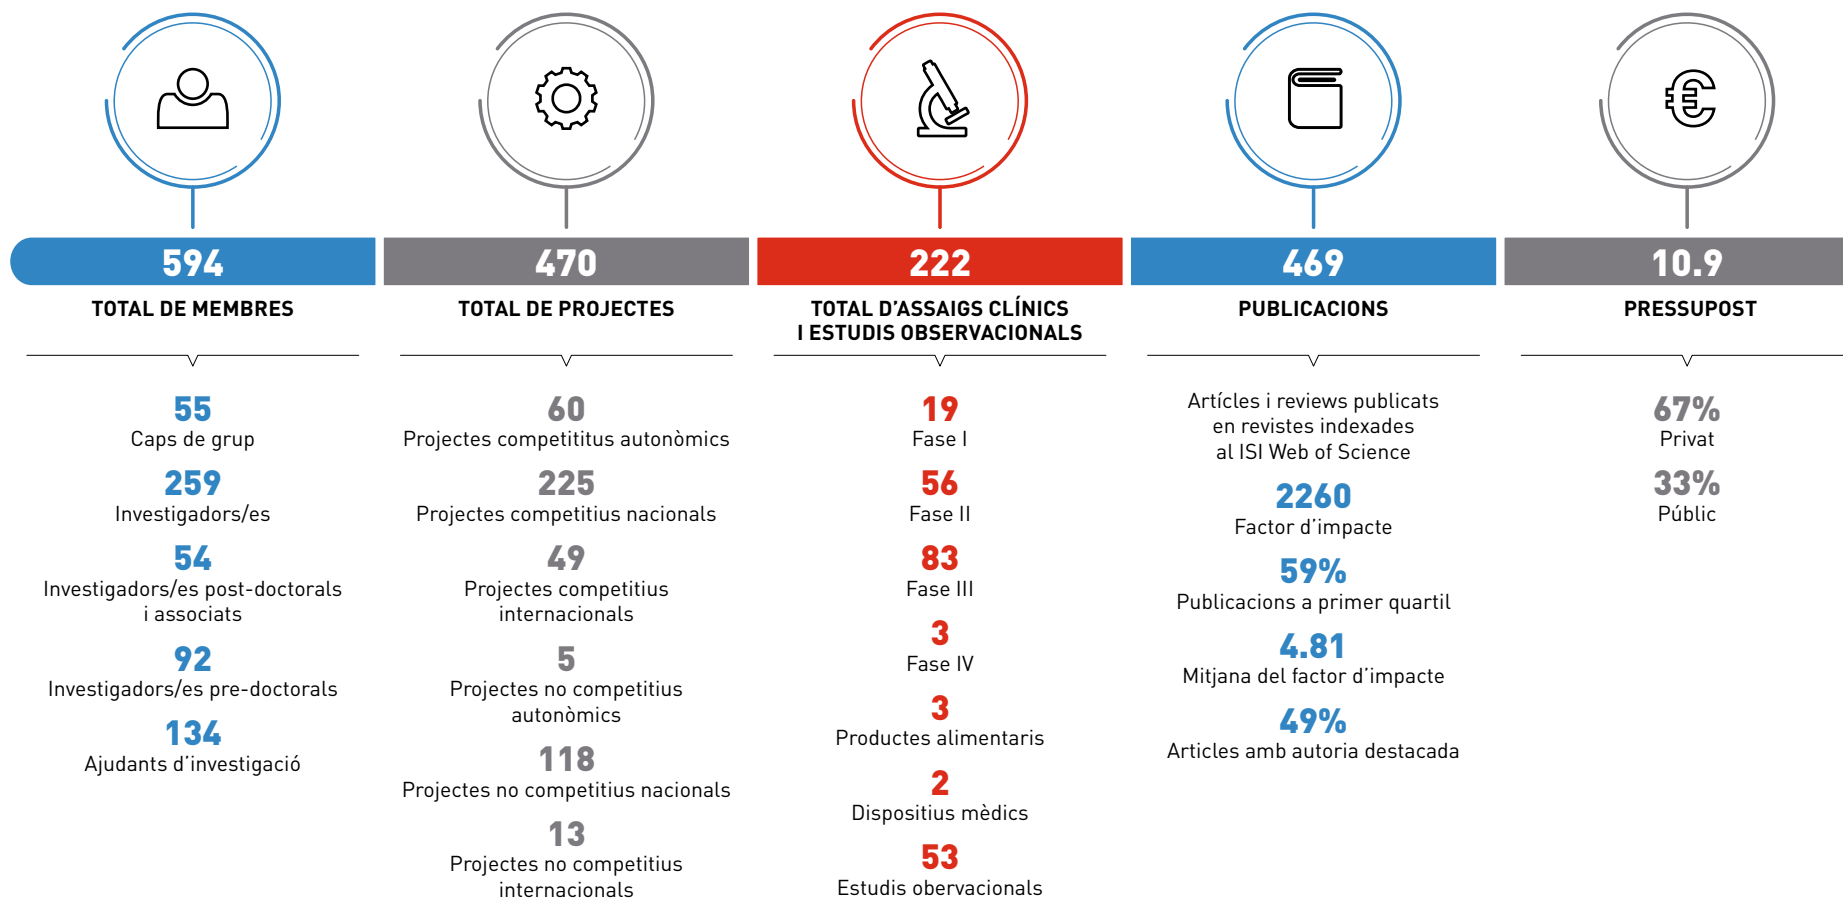 594
TOTAL DE MEMBRES
55
Caps de grup
259
Investigadors/es
54
Investigadors/es post-doctorals
i associats
92
Investigadors/es pre-doctorals
134
Ajudants d'investigació
470
TOTAL DE PROJECTES
60
Projectes competititus autonòmics
225
Projectes competitius nacionals
49
Projectes competitius
internacionals
5
Projectes no competitius
autonòmics
118
Projectes no competitius nacionals
13
Projectes no competitius
internacionals
222
TOTAL D'ASSAIGS CLÍNICS
I ESTUDIS OBSERVACIONALS
19
Fase I
56
Fase II
83
Fase III
3
Fase IV
3
Productes alimentaris
2
Dispositius mèdics
53
Estudis obervacionals
469
PUBLICACIONS
Artícles i reviews publicats
en revistes indexades
al ISI Web of Science
2260
Factor d'impacte
59%
Publicacions a primer quartil
4.81
Mitjana del factor d'impacte
49%
Articles amb autoria destacada
€
10.9
PRESSUPOST
67%
Privat
33%
Públic